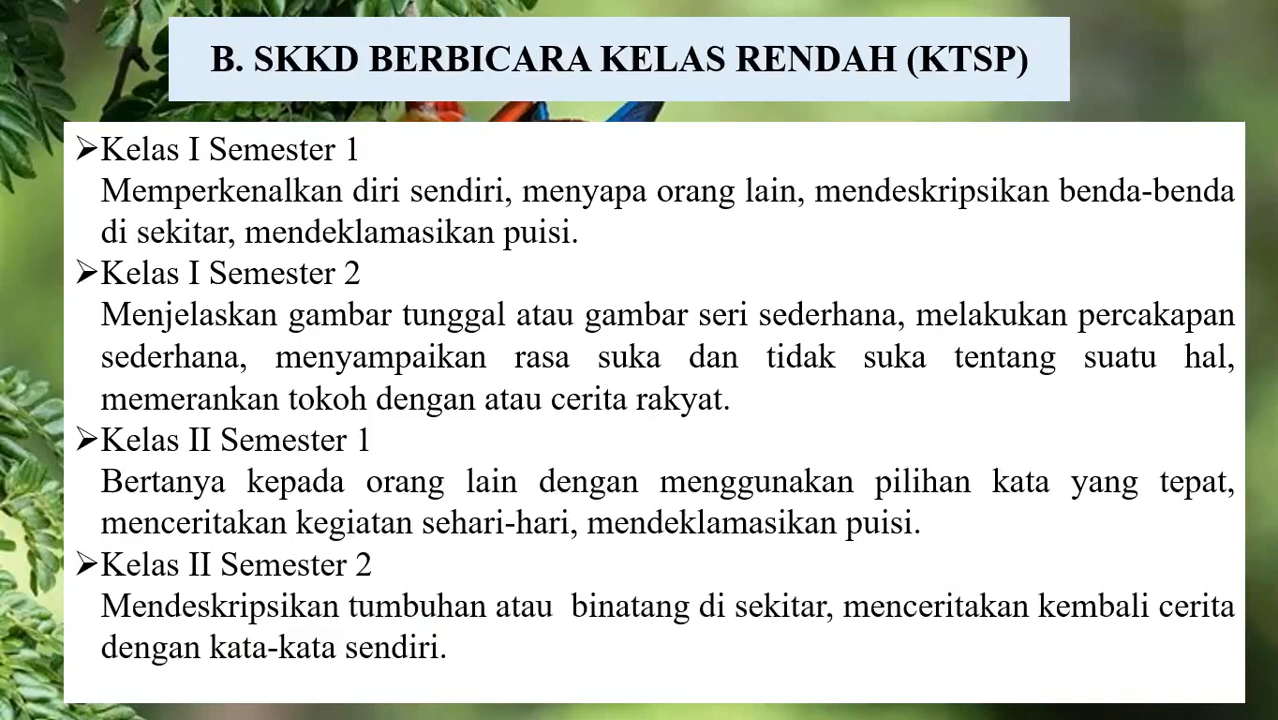 B. SKKD BERBICARA KELAS RENDAH (KTSP)
➢Kelas I Semester 1
Memperkenalkan diri sendiri, menyapa orang lain, mendeskripsikan benda-benda
di sekitar, mendeklamasikan puisi.
➢Kelas I Semester 2
Menjelaskan gambar tunggal atau gambar seri sederhana, melakukan percakapan
sederhana, menyampaikan rasa suka dan tidak suka tentang suatu hal,
memerankan tokoh dengan atau cerita rakyat.
➢Kelas II Semester 1
Bertanya kepada orang lain dengan menggunakan pilihan kata yang tepat,
menceritakan kegiatan sehari-hari, mendeklamasikan puisi.
➢Kelas II Semester 2
Mendeskripsikan tumbuhan atau  binatang di sekitar, menceritakan kembali cerita
dengan kata-kata sendiri.